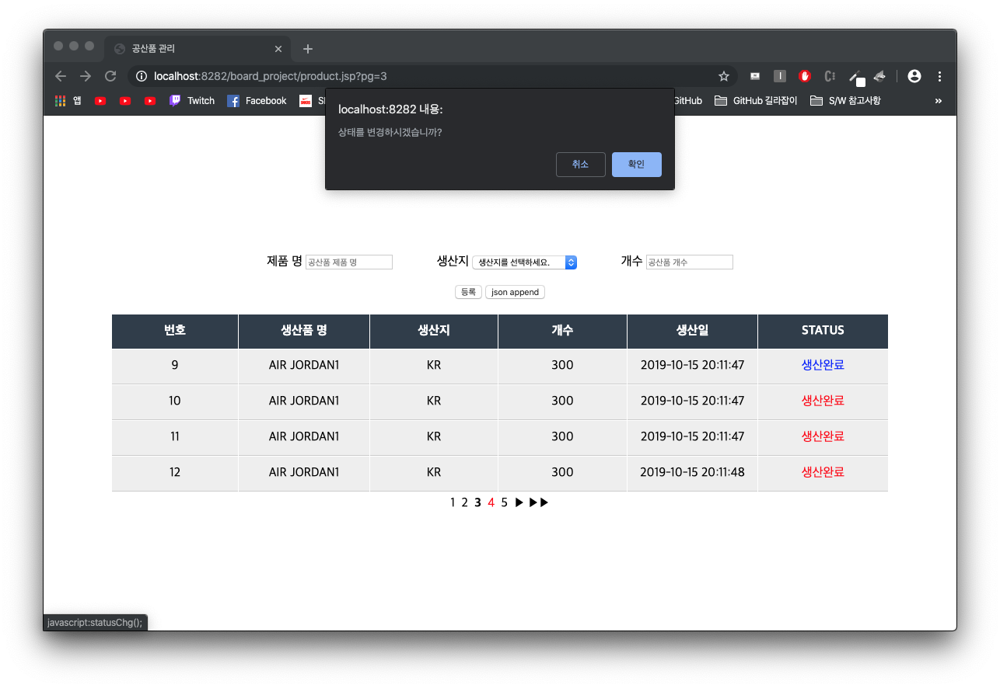 공산품 관리
localhost:8282/board_project/product.jsp?pg=3
앱 Twitch Facebook GitHub GitHub 길라잡이 S/W 참고사항 »
localhost:8282 내용:
상태를 변경하시겠습니까?
취소 확인
제품 명 공산품 제품 명 생산지 생산지를 선택하세요. 개수 공산품 개수
등록 json append
번호 생산품 명 생산지 개수 생산일 STATUS
9 AIR JORDAN1 KR 300 2019-10-15 20:11:47 생산완료
10 AIR JORDAN1 KR 300 2019-10-15 20:11:47 생산완료
11 AIR JORDAN1 KR 300 2019-10-15 20:11:47 생산완료
12 AIR JORDAN1 KR 300 2019-10-15 20:11:48 생산완료
1 2 3 4 5 ▶ ▶▶
javascript:statusChg();